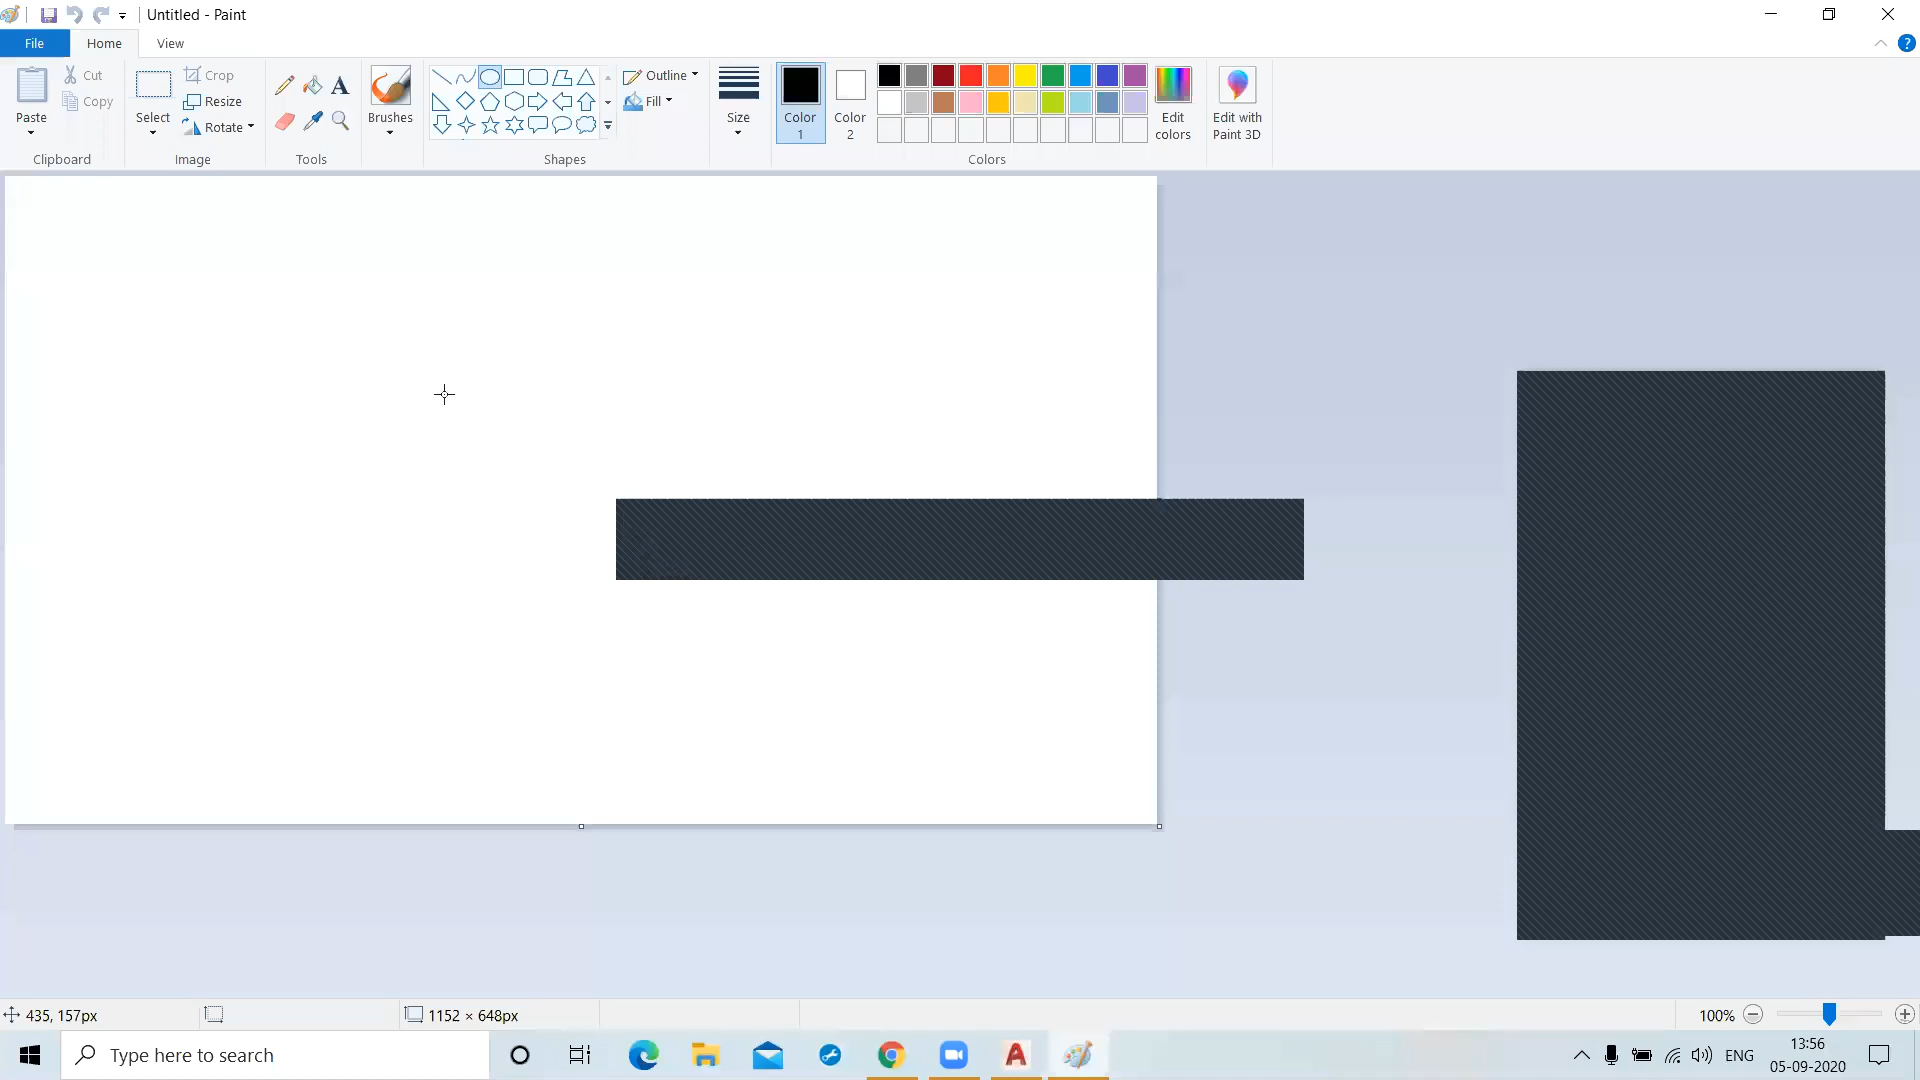 Untitled - Paint
File Home View
Paste
Cut
Copy
Clipboard
Select
Crop
Resize
Rotate
Image
A
Tools
Brushes
Shapes
Outline
Fill
Size
Color 1
Color 2
Colors
Edit colors
Edit with Paint 3D
?
435, 157px
1152 × 648px
100%
Type here to search
A
ENG
13:56
05-09-2020